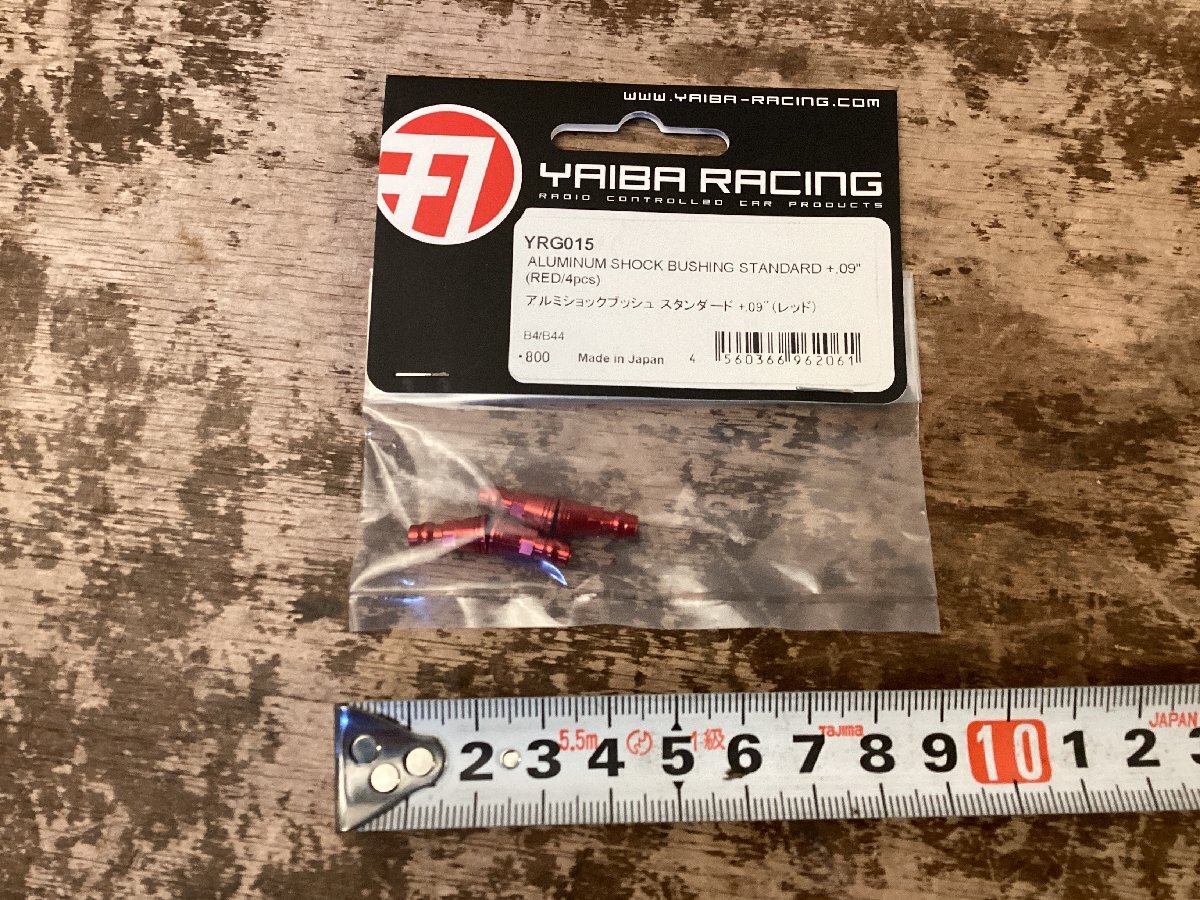 WWW.YAIBA-RACING.COM
YAIBA RACING
RADIO CONTROLLED CAR PRODUCTS
YRG015
ALUMINUM SHOCK BUSHING STANDARD +.09"
(RED/4pcs)
アルミショックブッシュ スタンダード +.09"(レッド)
B4/B44
・800 Made in Japan 4 560366 962061
2 3 5.5m 4 5 1級 6 7 Tajima 8 9 10 1 2 JAPAN 3